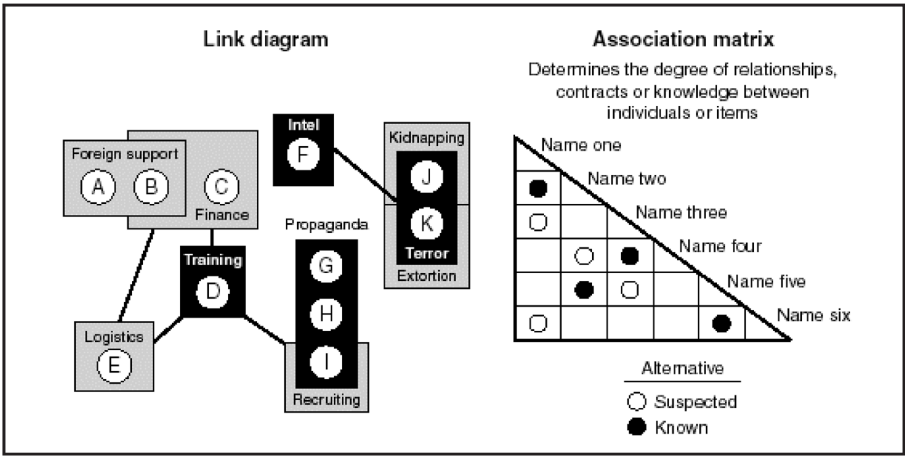 Link diagram
Foreign support
A
B
C
Finance
Intel
F
Kidnapping
J
K
Terror
Extortion
Training
D
Propaganda
G
H
I
Recruiting
Logistics
E
Association matrix
Determines the degree of relationships,
contracts or knowledge between
individuals or items
Name one
Name two
Name three
Name four
Name five
Name six
Alternative
Suspected
Known